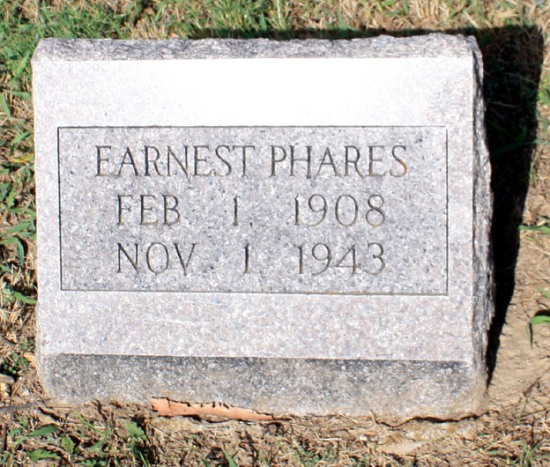 EARNEST PHARES
FEB. 1, 1908
NOV. 1, 1943